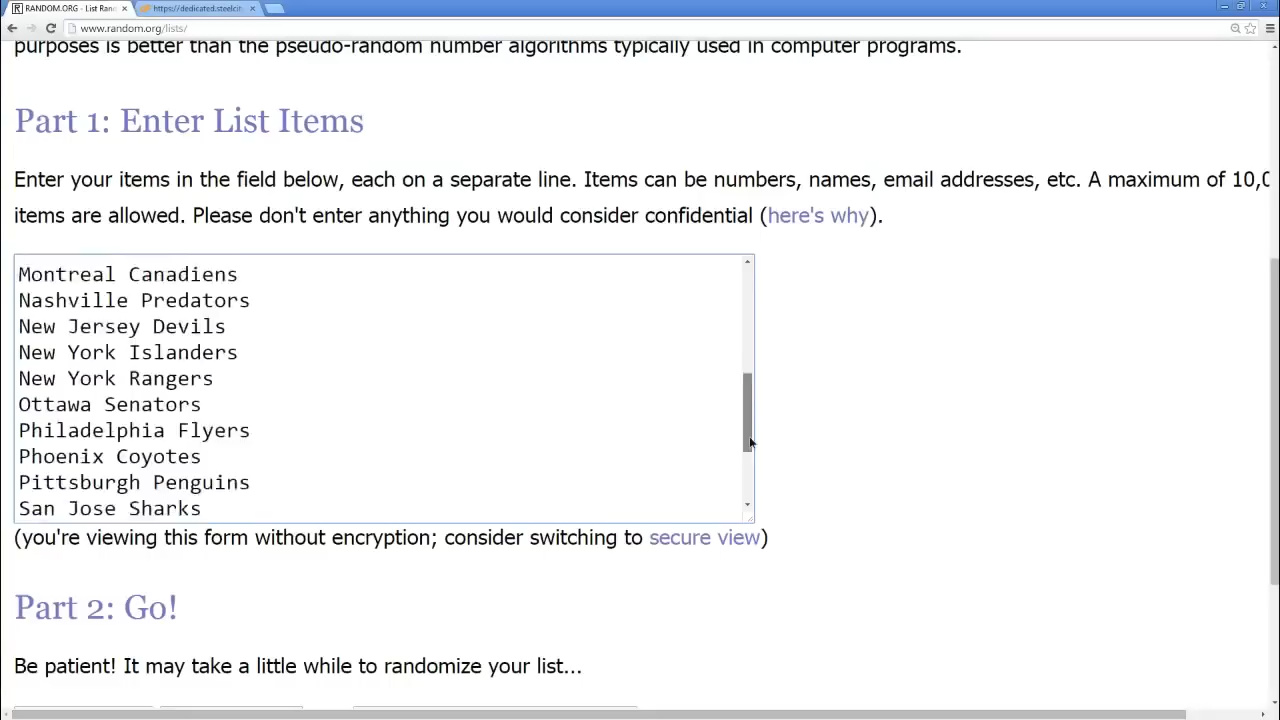 RANDOM.ORG - List Ran
https://dedicated.steelcit
www.random.org/lists/
purposes is better than the pseudo-random number algorithms typically used in computer programs.
Part 1: Enter List Items
Enter your items in the field below, each on a separate line. Items can be numbers, names, email addresses, etc. A maximum of 10,0
items are allowed. Please don't enter anything you would consider confidential (here's why).
Montreal Canadiens
Nashville Predators
New Jersey Devils
New York Islanders
New York Rangers
Ottawa Senators
Philadelphia Flyers
Phoenix Coyotes
Pittsburgh Penguins
San Jose Sharks
(you're viewing this form without encryption; consider switching to secure view)
Part 2: Go!
Be patient! It may take a little while to randomize your list...